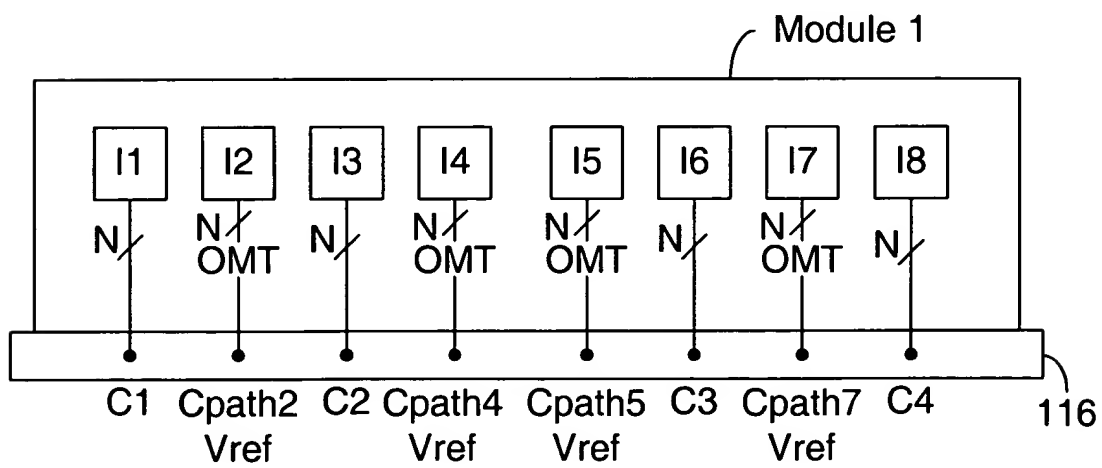 Module 1
I1 I2 I3 I4 I5 I6 I7 I8
N N N N N N N N
OMT OMT OMT OMT
C1 Cpath2 C2 Cpath4 Cpath5 C3 Cpath7 C4 116
Vref Vref Vref Vref